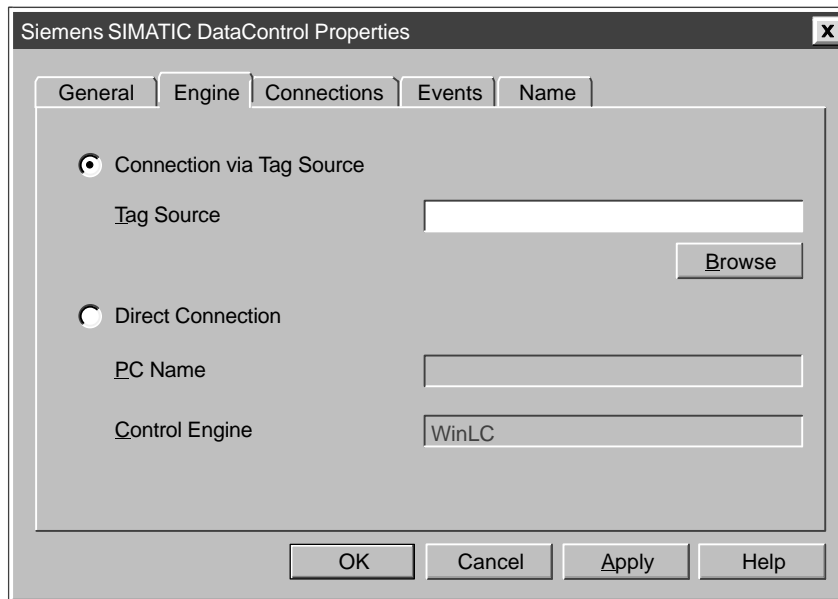 Siemens SIMATIC DataControl Properties x
General Engine Connections Events Name
Connection via Tag Source
Tag Source
Browse
Direct Connection
PC Name
Control Engine WinLC
OK Cancel Apply Help